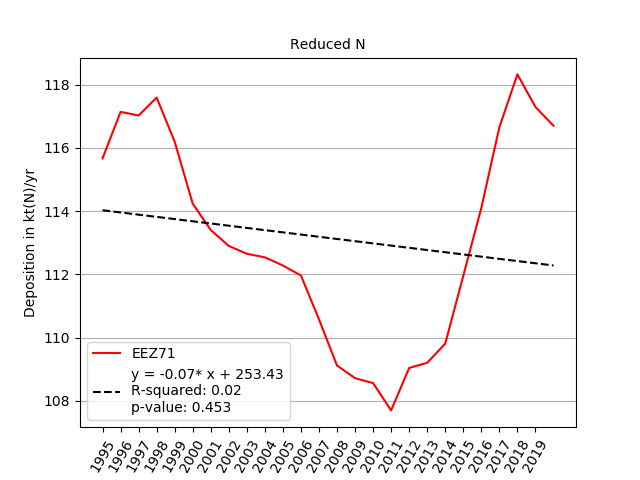 Reduced N
Deposition in kt(N)/yr
118
116
114
112
110
108
EEZ71
y = -0.07* x + 253.43
R-squared: 0.02
p-value: 0.453
1995 1996 1997 1998 1999 2000 2001 2002 2003 2004 2005 2006 2007 2008 2009 2010 2011 2012 2013 2014 2015 2016 2017 2018 2019